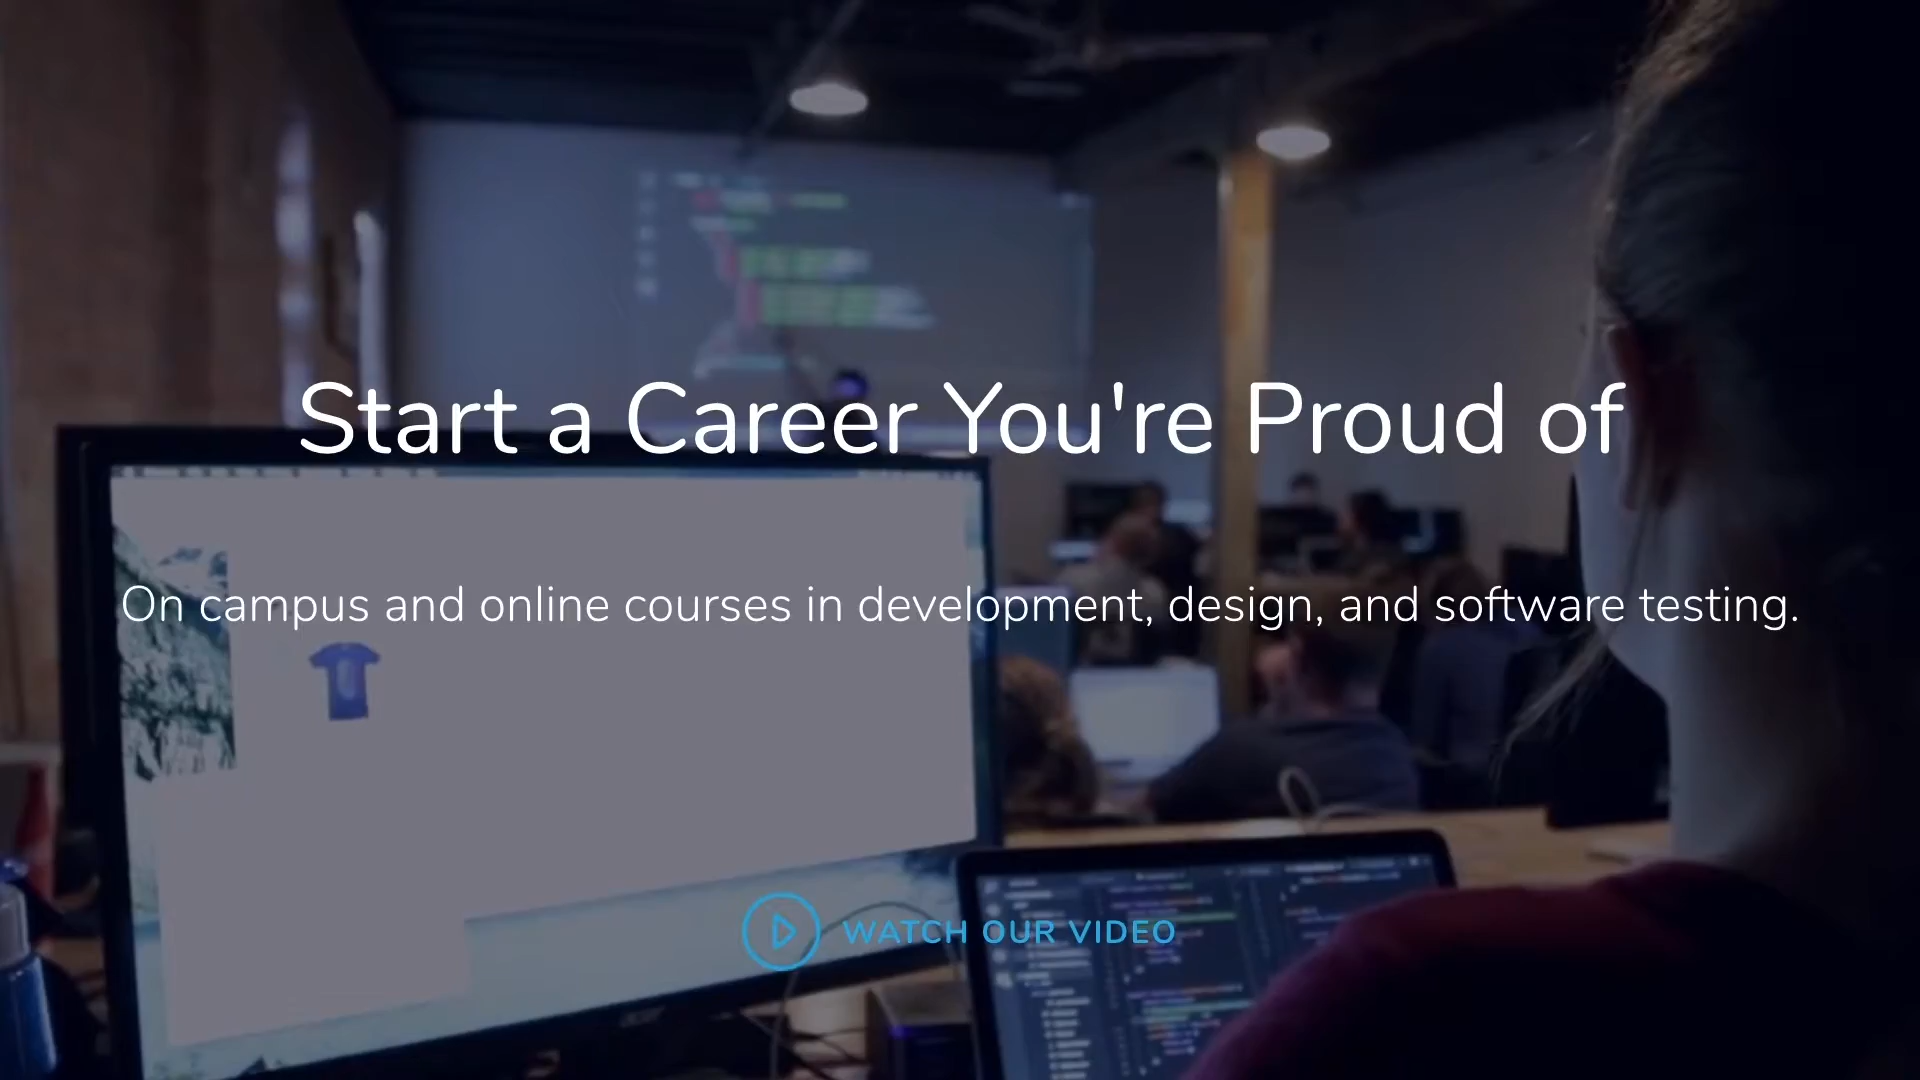 Start a Career You're Proud of
On campus and online courses in development, design, and software testing.
WATCH OUR VIDEO